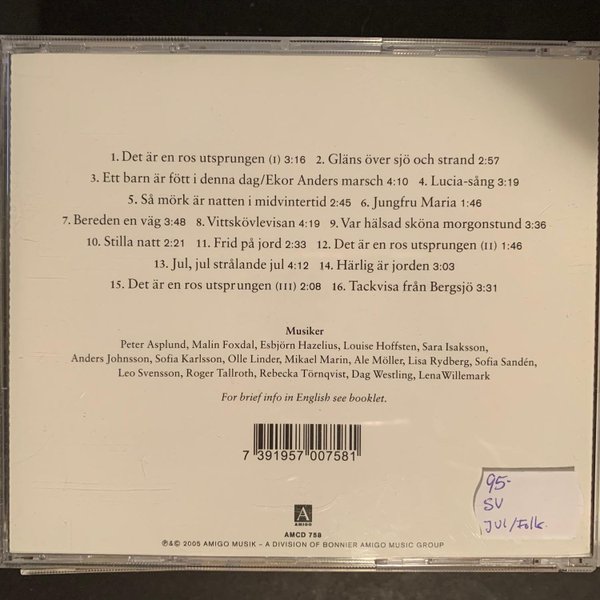 1. Det är en ros utsprungen (I) 3:16 2. Gläns över sjö och strand 2:57
3. Ett barn är fött i denna dag/Ekor Anders marsch 4:10 4. Lucia-sång 3:19
5. Så mörk är natten i midvintertid 2:45 6. Jungfru Maria 1:46
7. Bereden en väg 3:48 8. Vittskövlevisan 4:19 9. Var hälsad sköna morgonstund 3:36
10. Stilla natt 2:21 11. Frid på jord 2:33 12. Det är en ros utsprungen (II) 1:46
13. Jul, jul strålande jul 4:12 14. Härlig är jorden 3:03
15. Det är en ros utsprungen (III) 2:08 16. Tackvisa från Bergsjö 3:31
Musiker
Peter Asplund, Malin Foxdal, Esbjörn Hazelius, Louise Hoffsten, Sara Isaksson,
Anders Johnsson, Sofia Karlsson, Olle Linder, Mikael Marin, Ale Möller, Lisa Rydberg, Sofia Sandén,
Leo Svensson, Roger Tallroth, Rebecka Törnqvist, Dag Westling, LenaWillemark
For brief info in English see booklet.
7 391957 007581
95-
SV
JUL/Folk.
A
AMIGO
AMCD 758
℗&© 2005 AMIGO MUSIK – A DIVISION OF BONNIER AMIGO MUSIC GROUP